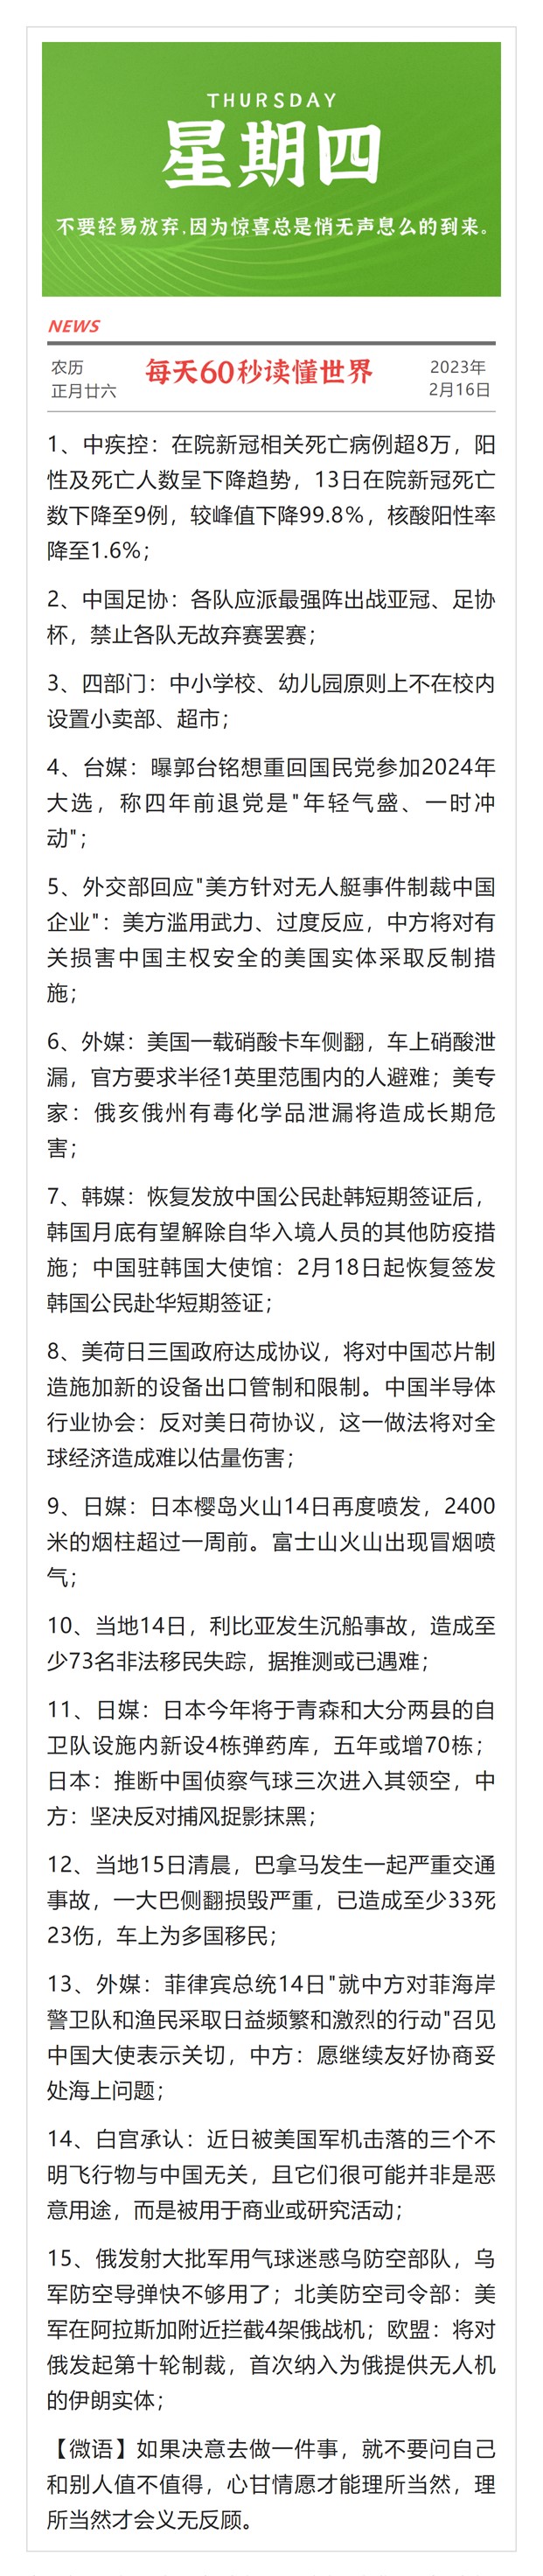 THURSDAY
星期四
不要轻易放弃,因为惊喜总是悄无声息么的到来。
NEWS
农历
正月廿六
每天60秒读懂世界
2023年
2月16日
1、中疾控：在院新冠相关死亡病例超8万，阳
性及死亡人数呈下降趋势，13日在院新冠死亡
数下降至9例，较峰值下降99.8%，核酸阳性率
降至1.6%；
2、中国足协：各队应派最强阵出战亚冠、足协
杯，禁止各队无故弃赛罢赛；
3、四部门：中小学校、幼儿园原则上不在校内
设置小卖部、超市；
4、台媒：曝郭台铭想重回国民党参加2024年
大选，称四年前退党是"年轻气盛、一时冲
动"；
5、外交部回应"美方针对无人艇事件制裁中国
企业"：美方滥用武力、过度反应，中方将对有
关损害中国主权安全的美国实体采取反制措
施；
6、外媒：美国一载硝酸卡车侧翻，车上硝酸泄
漏，官方要求半径1英里范围内的人避难；美专
家：俄亥俄州有毒化学品泄漏将造成长期危
害；
7、韩媒：恢复发放中国公民赴韩短期签证后，
韩国月底有望解除自华入境人员的其他防疫措
施；中国驻韩国大使馆：2月18日起恢复签发
韩国公民赴华短期签证；
8、美荷日三国政府达成协议，将对中国芯片制
造施加新的设备出口管制和限制。中国半导体
行业协会：反对美日荷协议，这一做法将对全
球经济造成难以估量伤害；
9、日媒：日本樱岛火山14日再度喷发，2400
米的烟柱超过一周前。富士山火山出现冒烟喷
气；
10、当地14日，利比亚发生沉船事故，造成至
少73名非法移民失踪，据推测或已遇难；
11、日媒：日本今年将于青森和大分两县的自
卫队设施内新设4栋弹药库，五年或增70栋；
日本：推断中国侦察气球三次进入其领空，中
方：坚决反对捕风捉影抹黑；
12、当地15日清晨，巴拿马发生一起严重交通
事故，一大巴侧翻损毁严重，已造成至少33死
23伤，车上为多国移民；
13、外媒：菲律宾总统14日"就中方对菲海岸
警卫队和渔民采取日益频繁和激烈的行动"召见
中国大使表示关切，中方：愿继续友好协商妥
处海上问题；
14、白宫承认：近日被美国军机击落的三个不
明飞行物与中国无关，且它们很可能并非是恶
意用途，而是被用于商业或研究活动；
15、俄发射大批军用气球迷惑乌防空部队，乌
军防空导弹快不够用了；北美防空司令部：美
军在阿拉斯加附近拦截4架俄战机；欧盟：将对
俄发起第十轮制裁，首次纳入为俄提供无人机
的伊朗实体；
【微语】如果决意去做一件事，就不要问自己
和别人值不值得，心甘情愿才能理所当然，理
所当然才会义无反顾。